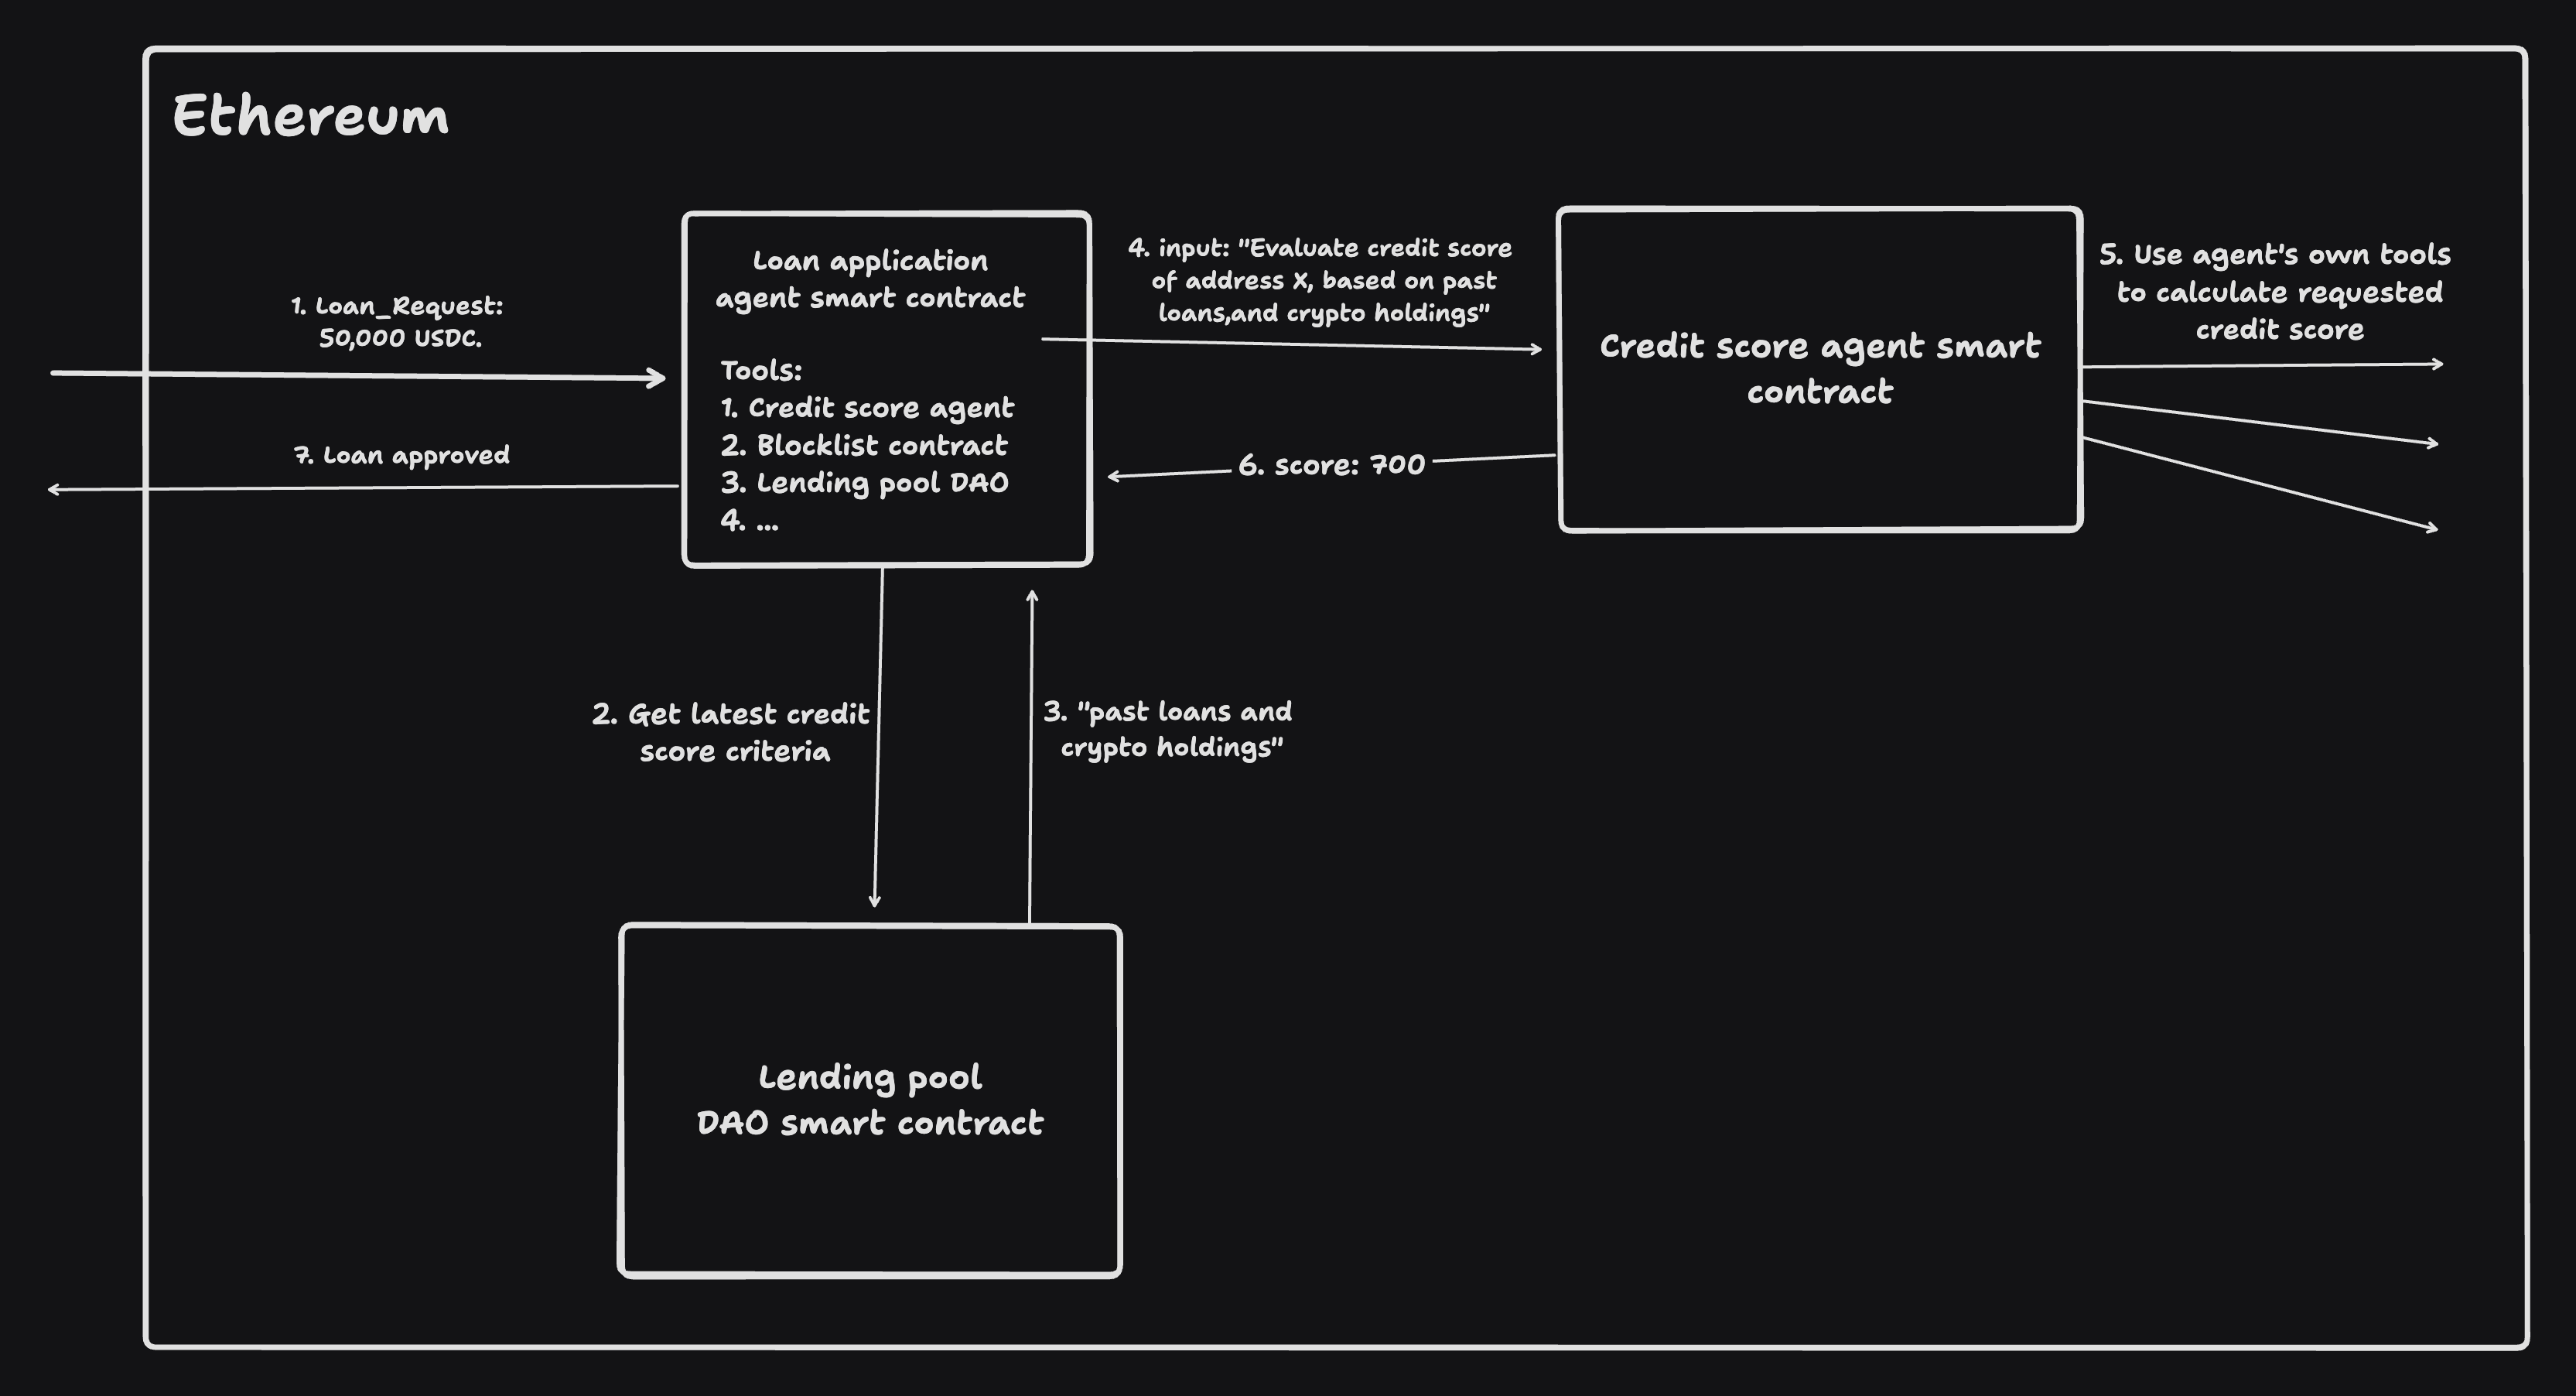 Ethereum
1. Loan_Request:
50,000 USDC.
7. Loan approved
Loan application
agent smart contract
Tools:
1. Credit score agent
2. Blocklist contract
3. Lending pool DAO
4. ...
4. input: "Evaluate credit score
of address X, based on past
loans,and crypto holdings"
6. score: 700
Credit score agent smart
contract
5. Use agent's own tools
to calculate requested
credit score
2. Get latest credit
score criteria
3. "past loans and
crypto holdings"
Lending pool
DAO smart contract